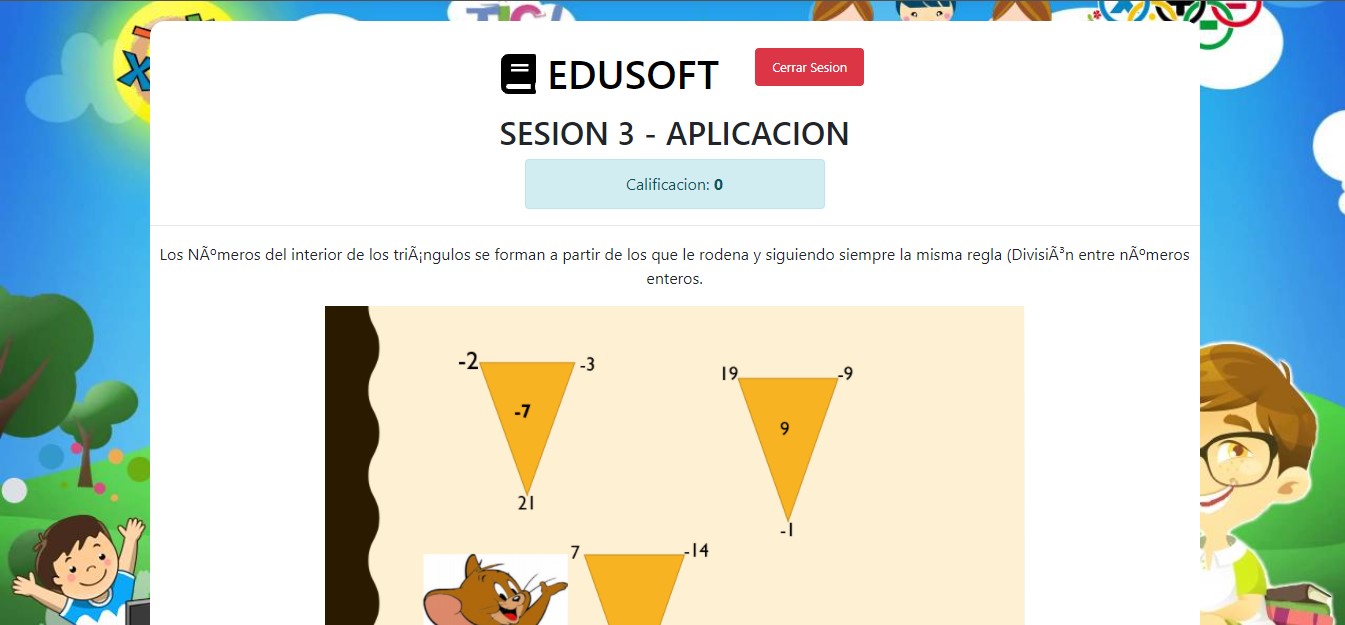 EDUSOFT
Cerrar Sesion
SESION 3 - APLICACION
Calificacion: 0
Los NÃºmeros del interior de los triÃ¡ngulos se forman a partir de los que le rodena y siguiendo siempre la misma regla (DivisiÃ³n entre nÃºmeros
enteros.
-2
-3
-7
21
19
-9
9
-1
7
-14